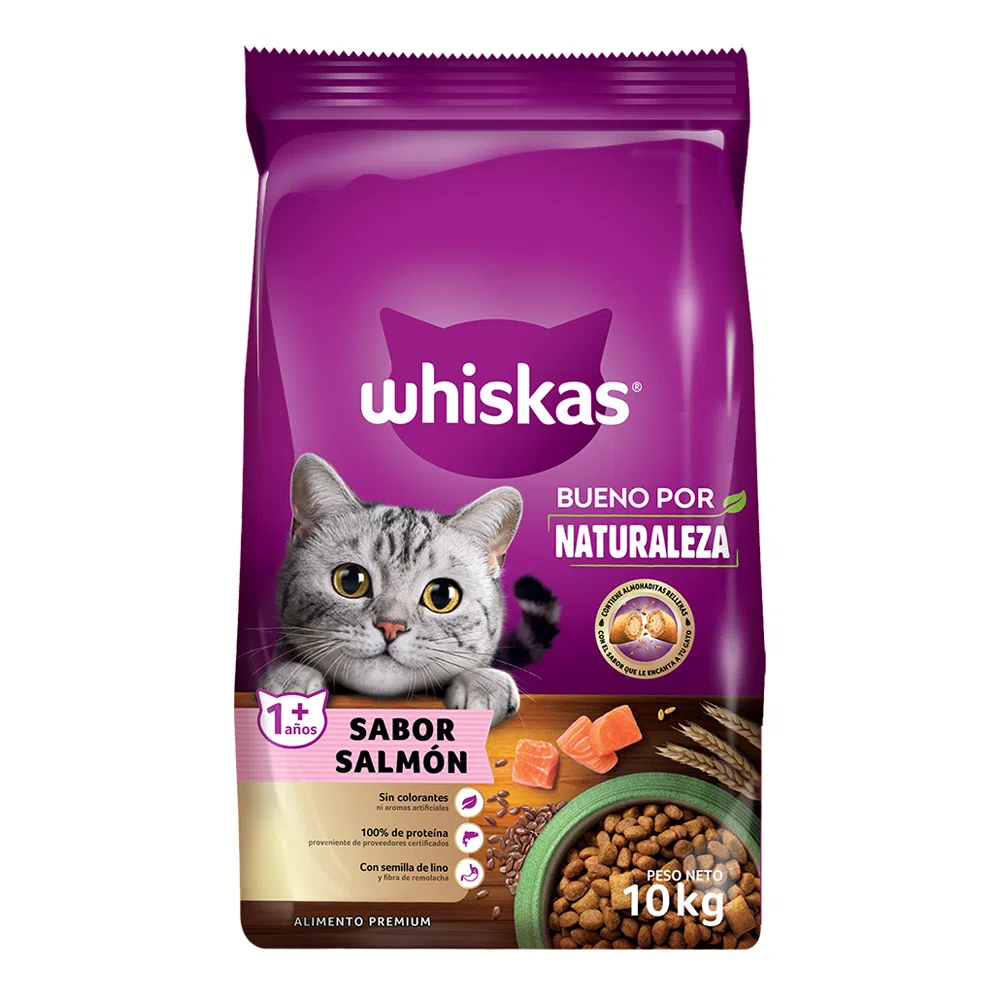 whiskas®
BUENO POR
NATURALEZA
CONTIENE ALMOHADITAS RELLENAS
CON EL SABOR QUE LE ENCANTA A TU GATO
1+
años
SABOR
SALMÓN
Sin colorantes
ni aromas artificiales
100% de proteína
proveniente de proveedores certificados
Con semilla de lino
y fibra de remolacha
PESO NETO
10kg
ALIMENTO PREMIUM